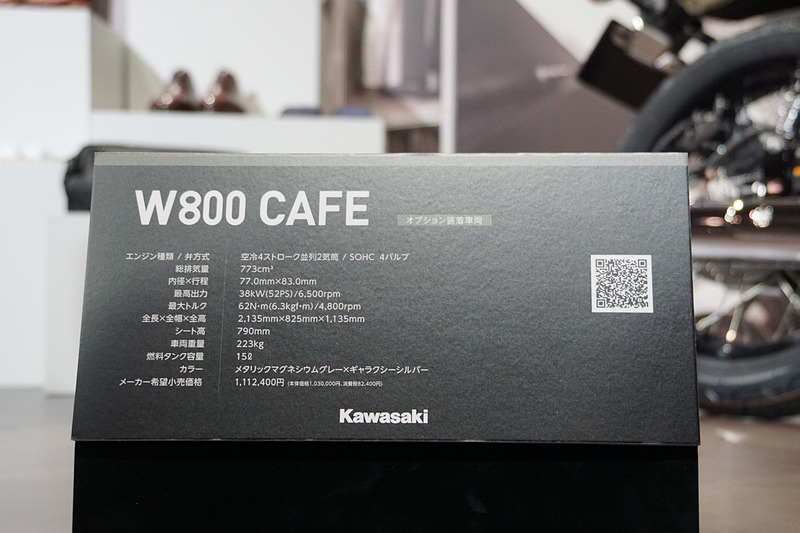 W800 CAFE オプション装着車両
エンジン種類 / 弁方式 空冷4ストローク並列2気筒 / SOHC 4バルブ
総排気量 773cm³
内径×行程 77.0mm×83.0mm
最高出力 38kW(52PS)/6,500rpm
最大トルク 62N･m(6.3kgf･m)/4,800rpm
全長×全幅×全高 2,135mm×825mm×1,135mm
シート高 790mm
車両重量 223kg
燃料タンク容量 15ℓ
カラー メタリックマグネシウムグレー×ギャラクシーシルバー
メーカー希望小売価格 1,112,400円 (本体価格1,030,000円、消費税82,400円)
Kawasaki